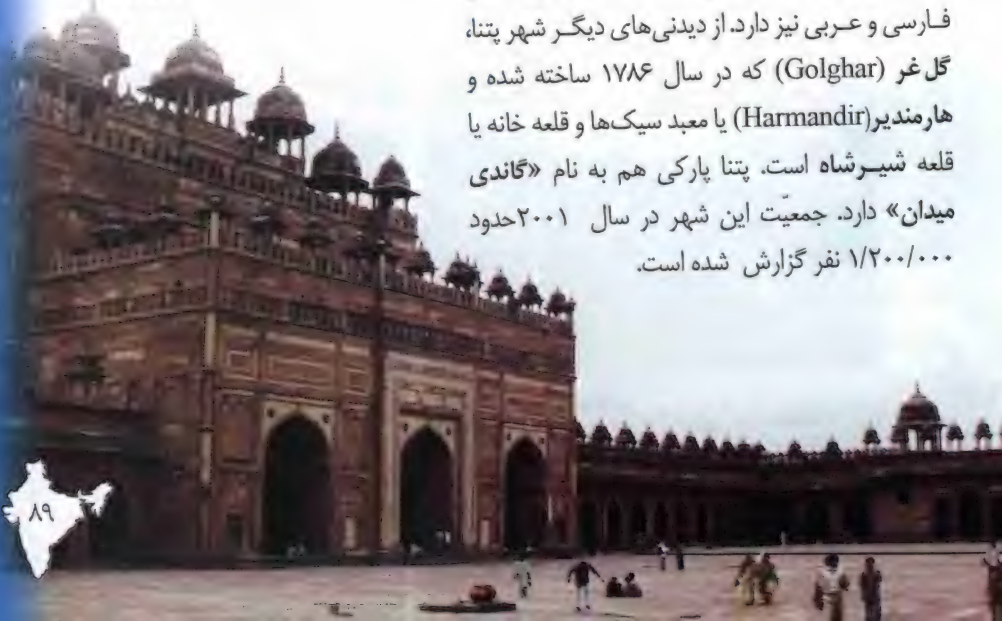 فارسی و عربی نیز دارد. از دیدنی‌های دیگر شهر پتنا،
گل غر (Golghar) که در سال ۱۷۸۶ ساخته شده و
هارمندیر(Harmandir) یا معبد سیک‌ها و قلعه خانه یا
قلعه شیرشاه است. پتنا پارکی هم به نام «گاندی
میدان» دارد. جمعیّت این شهر در سال ۲۰۰۱حدود
۱/۲۰۰/۰۰۰ نفر گزارش شده است.
۸۹